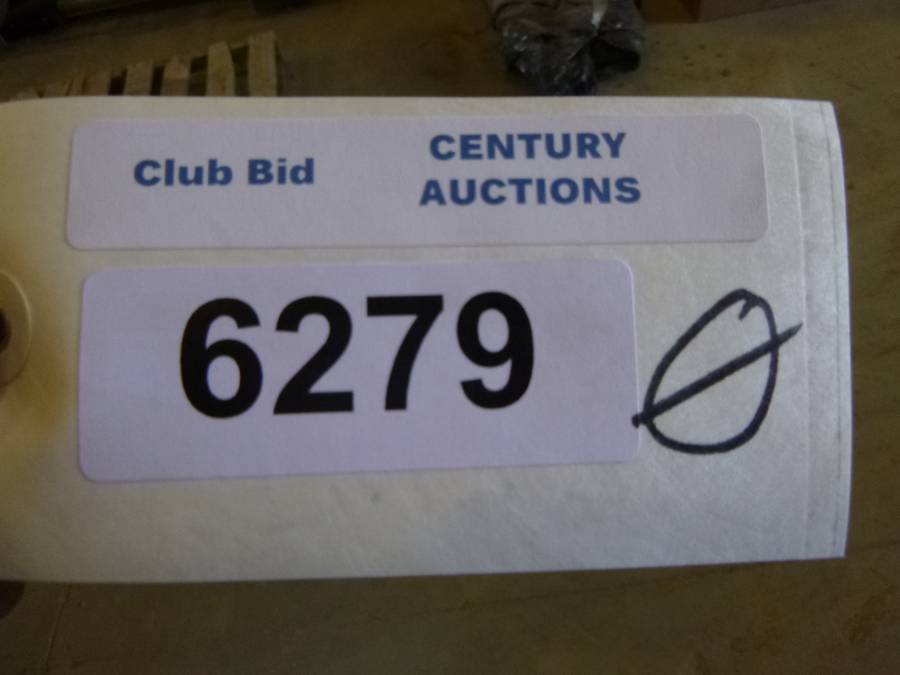 Club Bid
CENTURY
AUCTIONS
6279 Ø